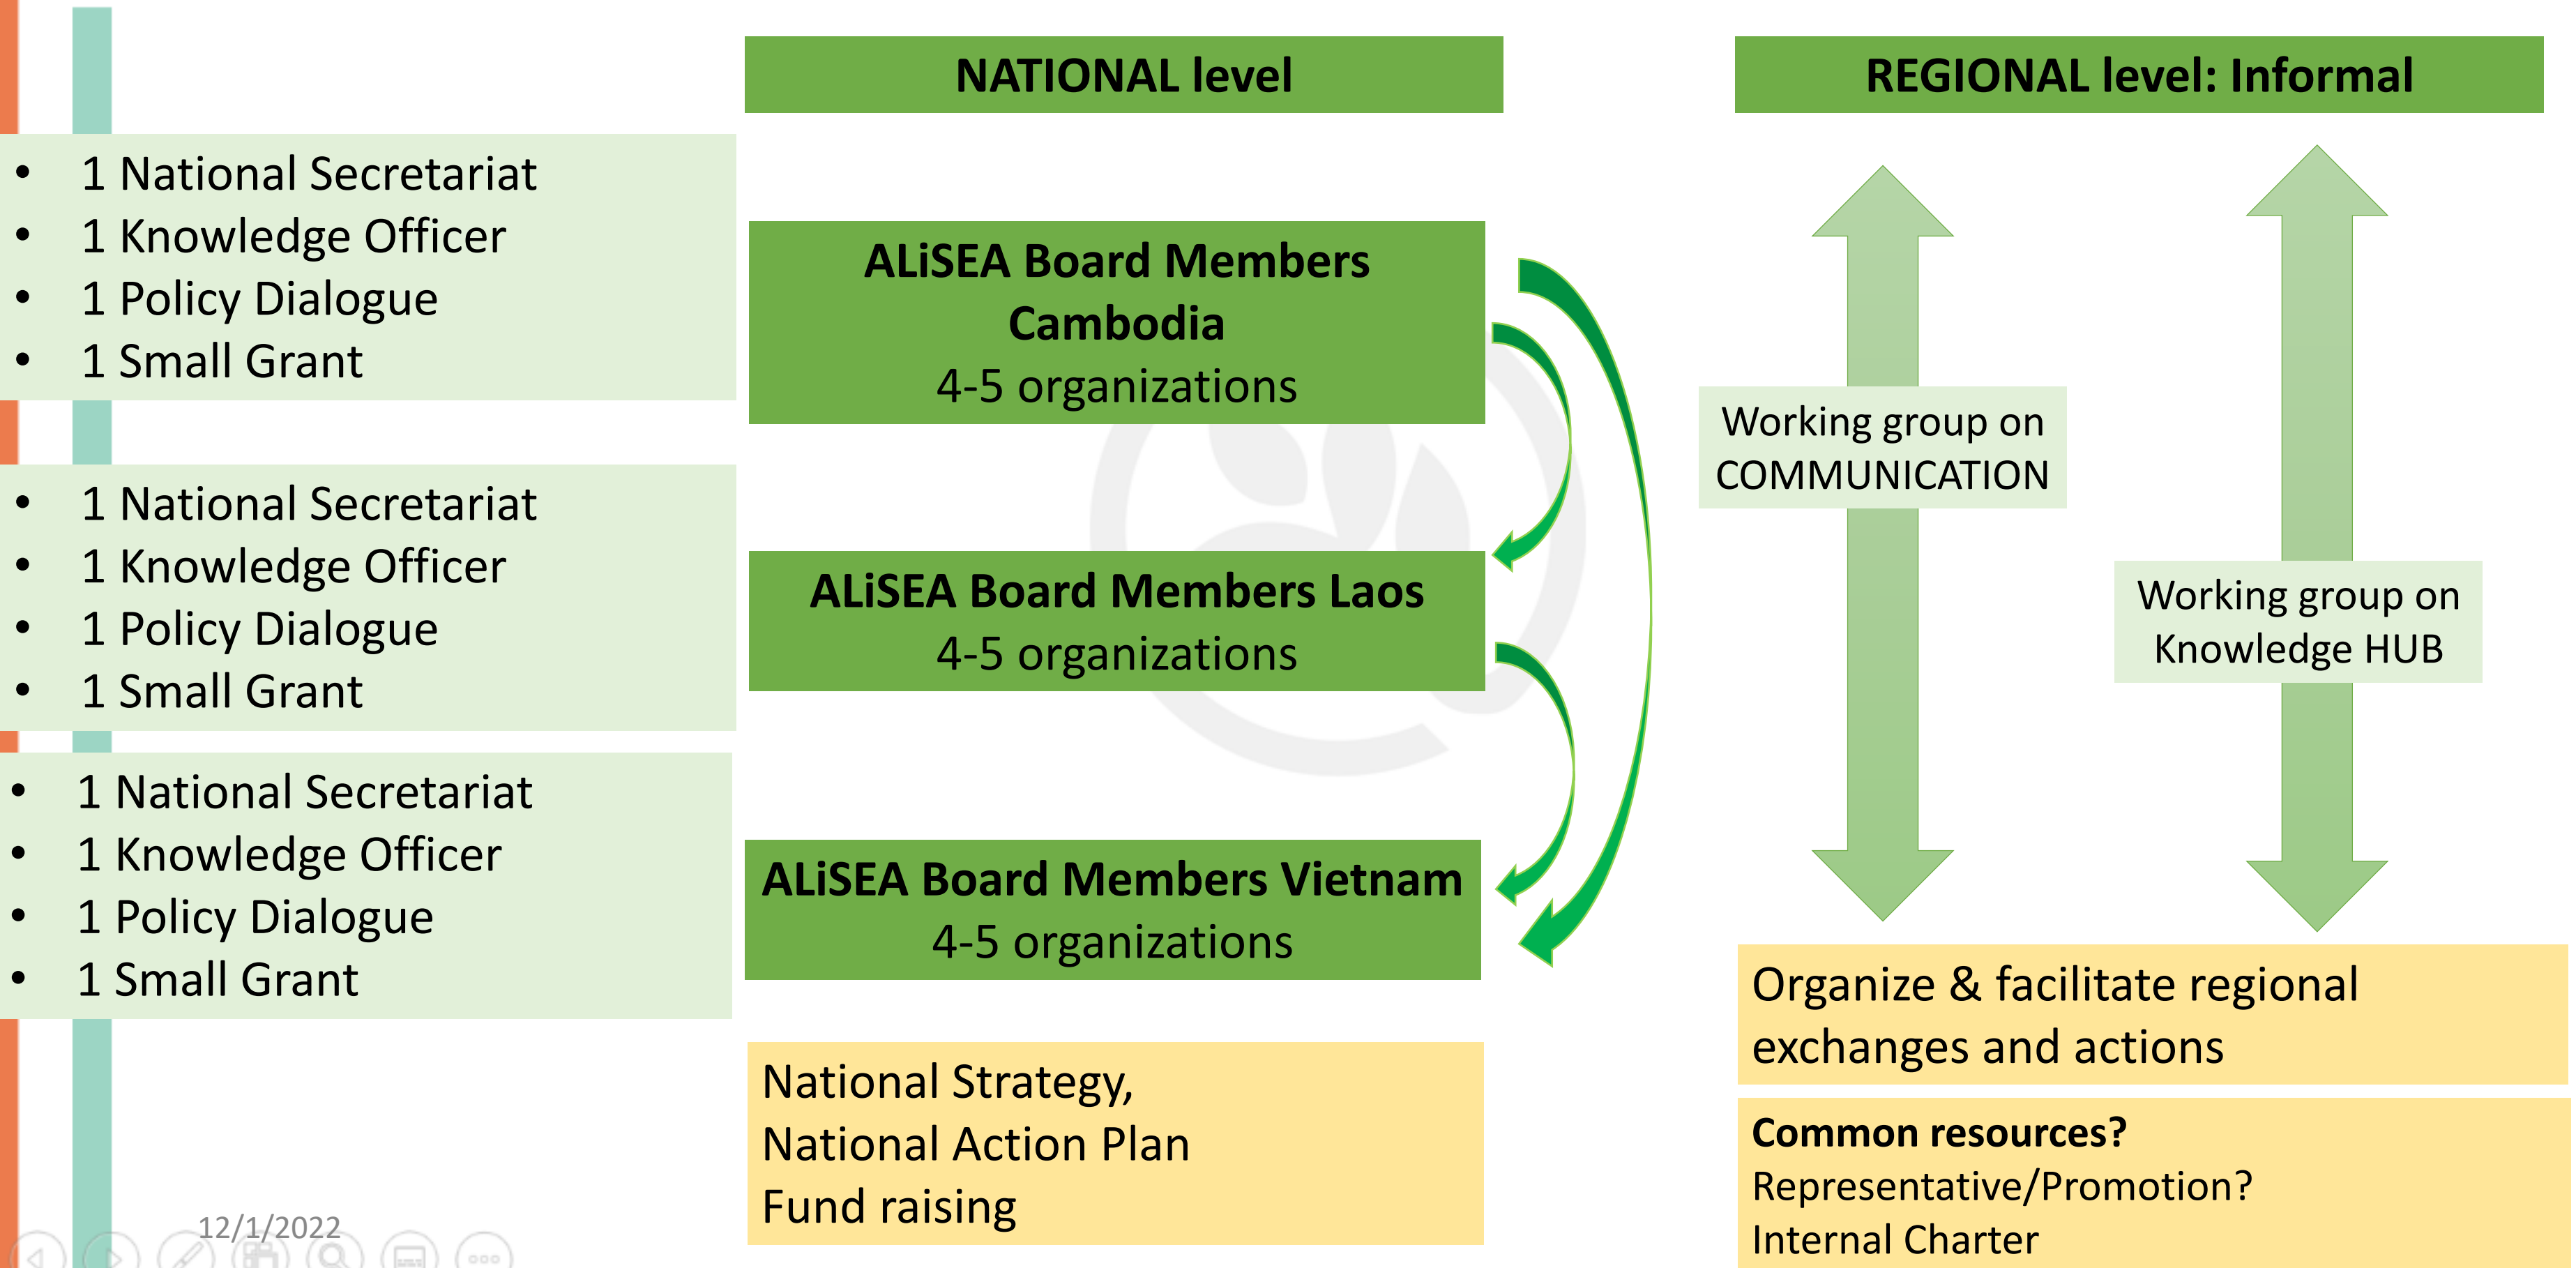 NATIONAL level
REGIONAL level: Informal
• 1 National Secretariat
• 1 Knowledge Officer
• 1 Policy Dialogue
• 1 Small Grant
ALiSEA Board Members
Cambodia
4-5 organizations
• 1 National Secretariat
• 1 Knowledge Officer
• 1 Policy Dialogue
• 1 Small Grant
ALiSEA Board Members Laos
4-5 organizations
• 1 National Secretariat
• 1 Knowledge Officer
• 1 Policy Dialogue
• 1 Small Grant
ALiSEA Board Members Vietnam
4-5 organizations
National Strategy,
National Action Plan
Fund raising
Working group on
COMMUNICATION
Working group on
Knowledge HUB
Organize & facilitate regional
exchanges and actions
Common resources?
Representative/Promotion?
Internal Charter
12/1/2022